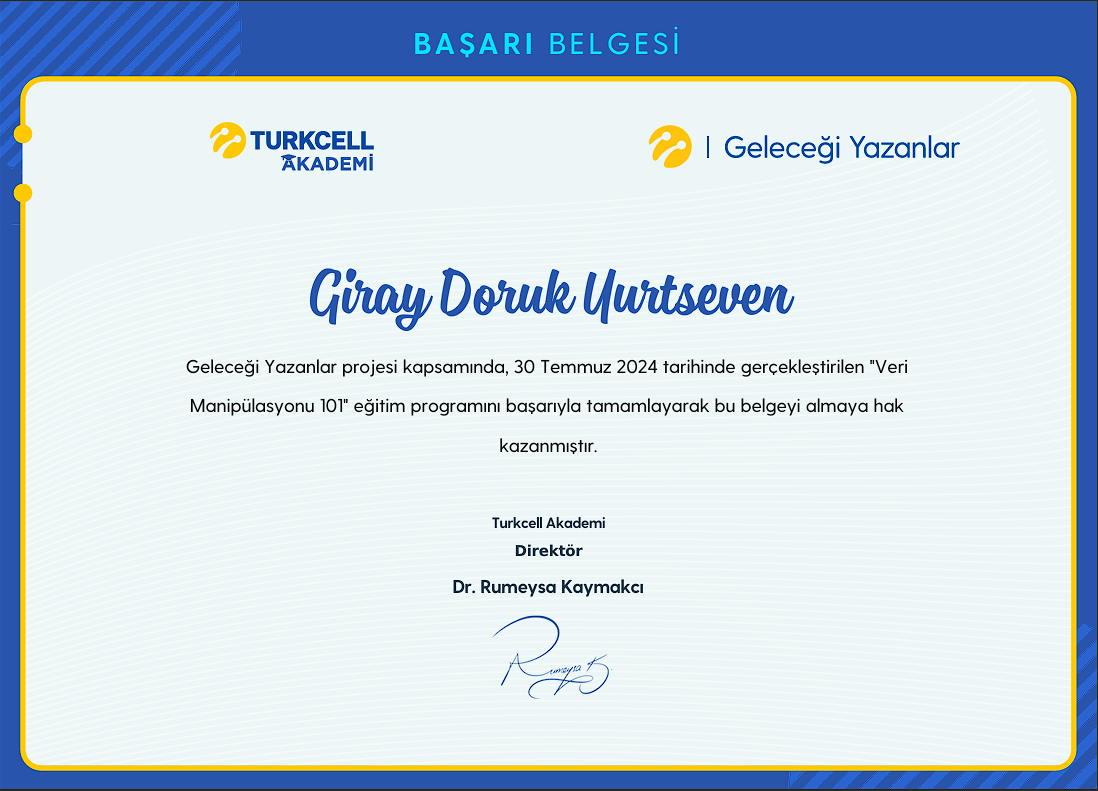 BAŞARI BELGESİ
TURKCELL
AKADEMİ
| Geleceği Yazanlar
Giray Doruk Yurtseven
Geleceği Yazanlar projesi kapsamında, 30 Temmuz 2024 tarihinde gerçekleştirilen "Veri
Manipülasyonu 101" eğitim programını başarıyla tamamlayarak bu belgeyi almaya hak
kazanmıştır.
Turkcell Akademi
Direktör
Dr. Rumeysa Kaymakcı
Rumeysa K.